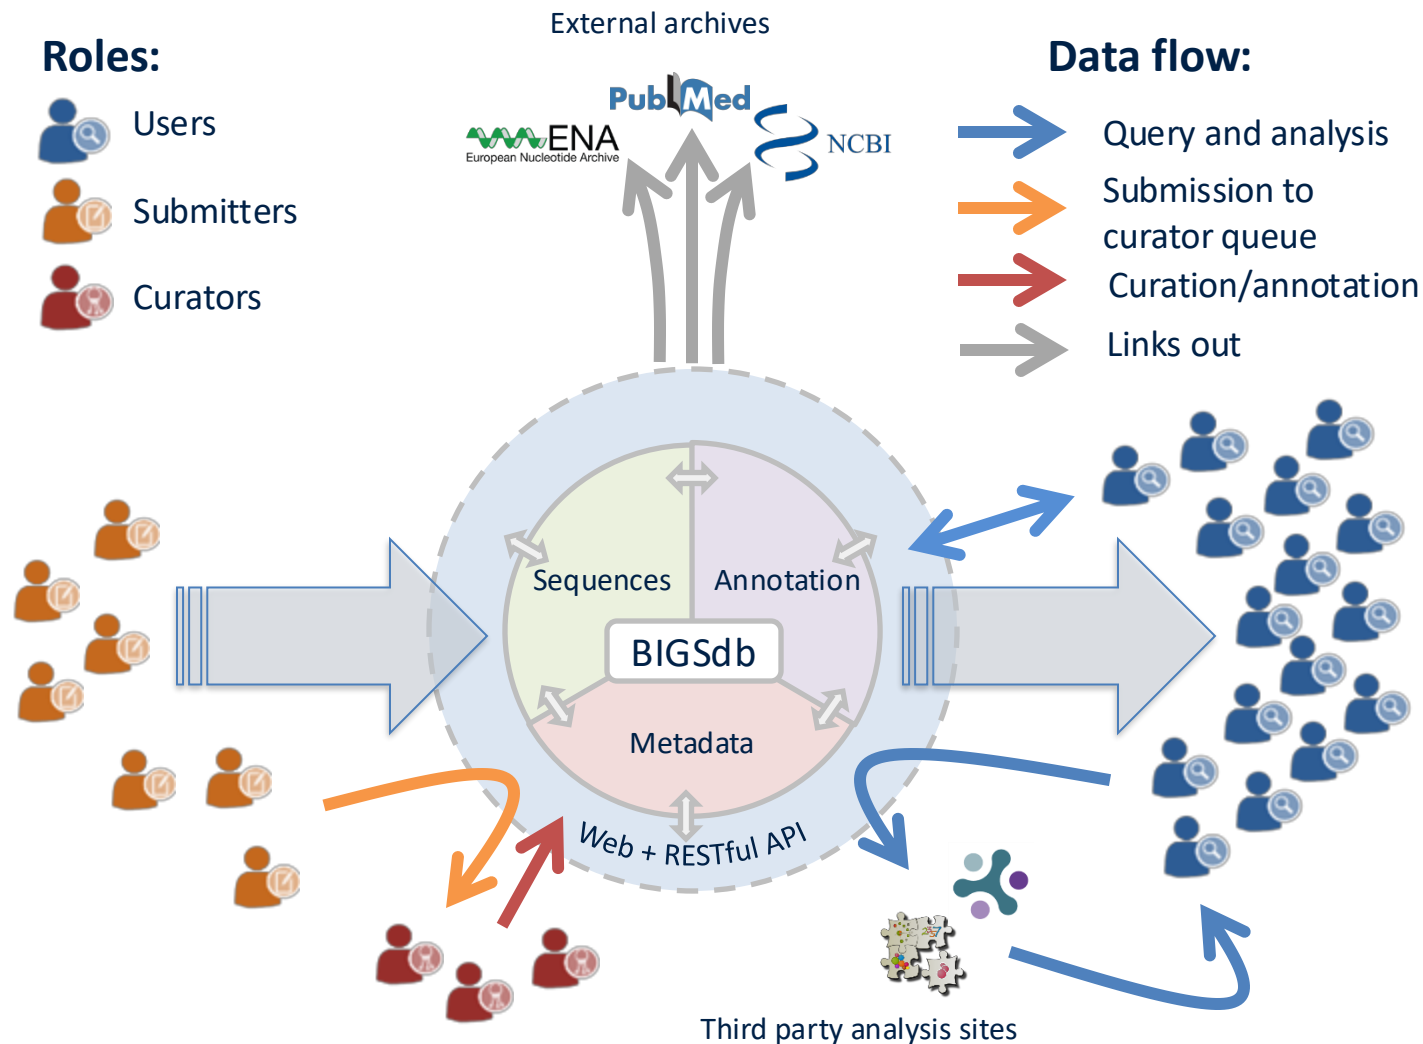 External archives
Roles:
Data flow:
PubMed
ENA
European Nucleotide Archive
NCBI
Users
Submitters
Curators
Query and analysis
Submission to
curator queue
Curation/annotation
Links out
Sequences
Annotation
BIGSdb
Metadata
Web + RESTful API
Third party analysis sites